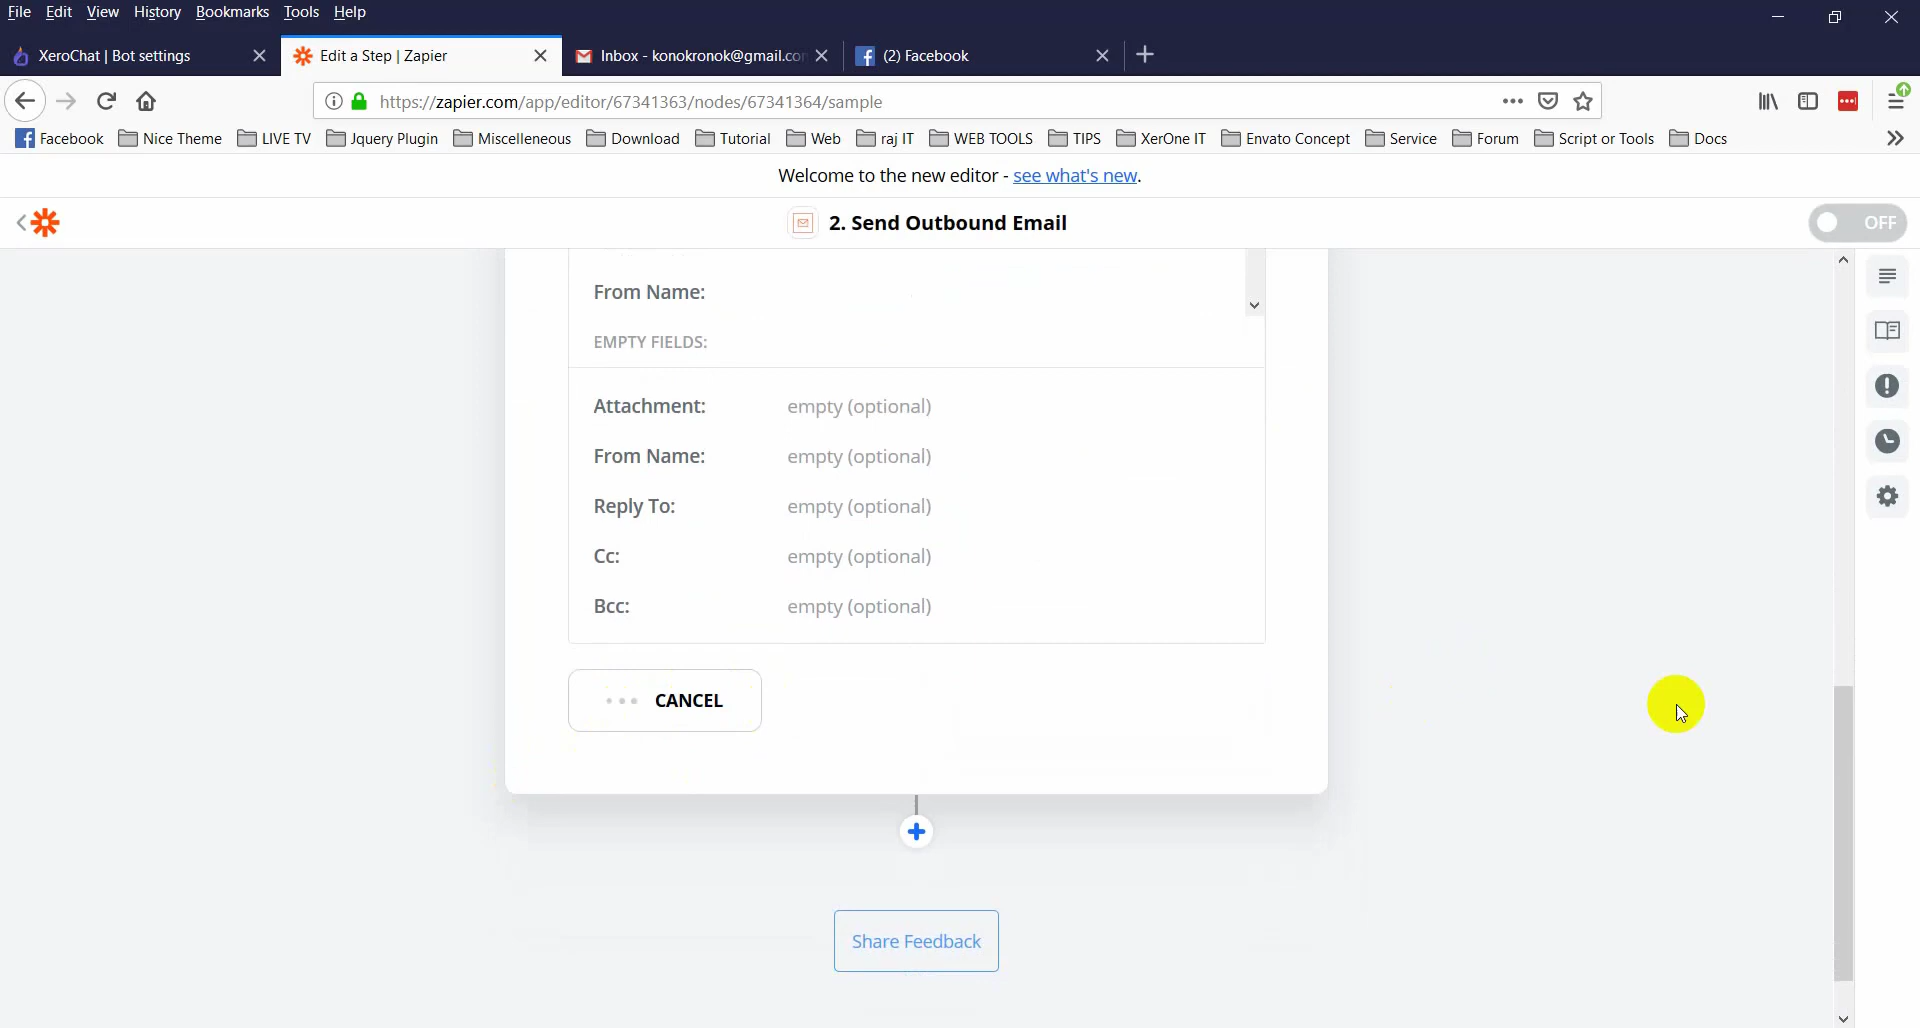 File Edit View History Bookmarks Tools Help
XeroChat | Bot settings Edit a Step | Zapier Inbox - konokronok@gmail.co (2) Facebook
https://zapier.com/app/editor/67341363/nodes/67341364/sample
Facebook Nice Theme LIVE TV Jquery Plugin Miscelleneous Download Tutorial Web raj IT WEB TOOLS TIPS XerOne IT Envato Concept Service Forum Script or Tools Docs
Welcome to the new editor - see what's new.
2. Send Outbound Email OFF
From Name:
EMPTY FIELDS:
Attachment: empty (optional)
From Name: empty (optional)
Reply To: empty (optional)
Cc: empty (optional)
Bcc: empty (optional)
CANCEL
Share Feedback